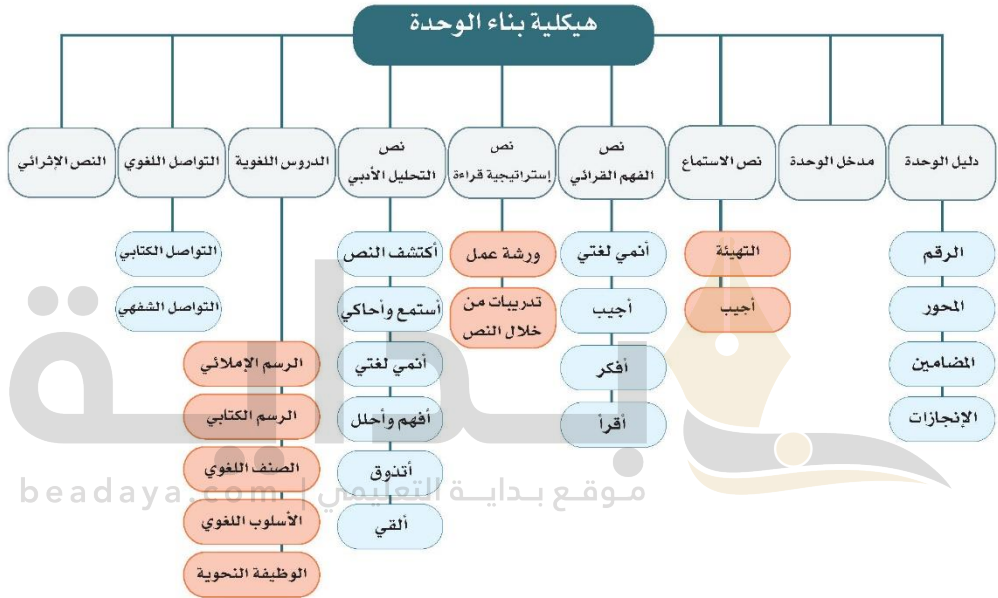 هيكلية بناء الوحدة
دليل الوحدة
الرقم
المحور
المضامين
الإنجازات
مدخل الوحدة
نص الاستماع
التهيئة
أجيب
نص
الفهم القرائي
أنمي لغتي
أجيب
أفكر
أقرأ
نص
إستراتيجية قراءة
ورشة عمل
تدريبات من
خلال النص
نص
التحليل الأدبي
أكتشف النص
أستمع وأحاكي
أنمي لغتي
أفهم وأحلل
أتذوق
ألقي
الدروس اللغوية
الرسم الإملائي
الرسم الكتابي
الصنف اللغوي
الأسلوب اللغوي
الوظيفة النحوية
التواصل اللغوي
التواصل الكتابي
التواصل الشفهي
النص الإثرائي
بداية
موقع بداية التعليمي | beadaya.com